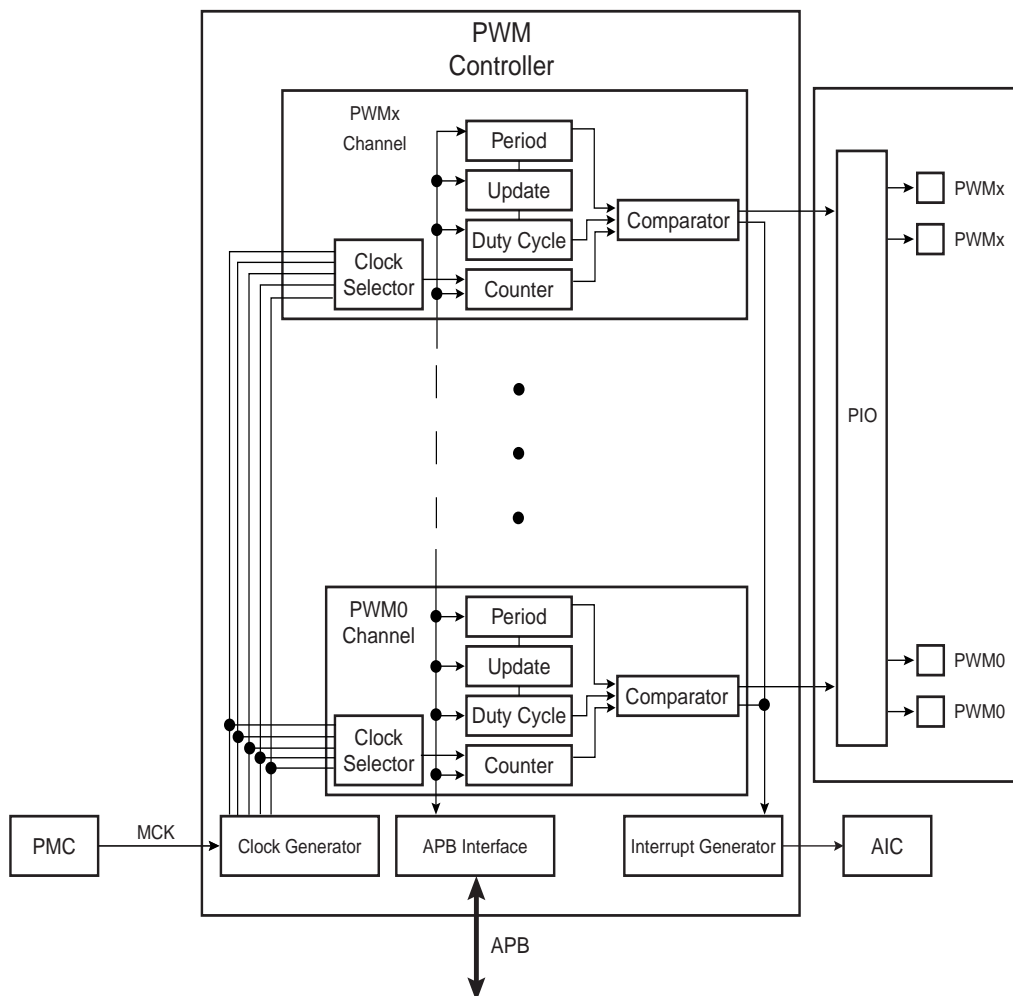 PWM
Controller
PWMx
Channel
Period
Update
Duty Cycle
Comparator
Clock
Selector
Counter
PIO
PWMx
PWMx
PWM0
Channel
Period
Update
Duty Cycle
Comparator
Clock
Selector
Counter
PWM0
PWM0
PMC
MCK
Clock Generator
APB Interface
Interrupt Generator
AIC
APB